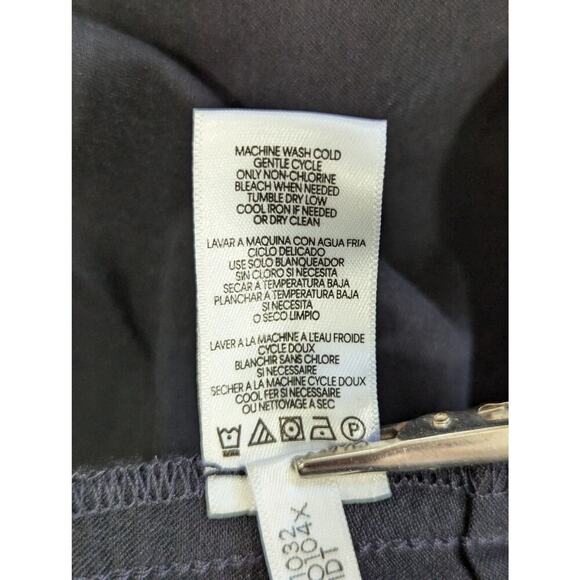 MACHINE WASH COLD
GENTLE CYCLE
ONLY NON-CHLORINE
BLEACH WHEN NEEDED
TUMBLE DRY LOW
COOL IRON IF NEEDED
OR DRY CLEAN
LAVAR A MAQUINA CON AGUA FRIA
CICLO DELICADO
USE SOLO BLANQUEADOR
SIN CLORO SI NECESITA
SECAR A TEMPERATURA BAJA
PLANCHAR A TEMPERATURA BAJA
SI NECESITA
O SECO LIMPIO
LAVER A LA MACHINE A L'EAU FROIDE
CYCLE DOUX
BLANCHIR SANS CHLORE
SI NECESSAIRE
SECHER A LA MACHINE CYCLE DOUX
COOL FER SI NECESSAIRE
OU NETTOYAGE A SEC
P